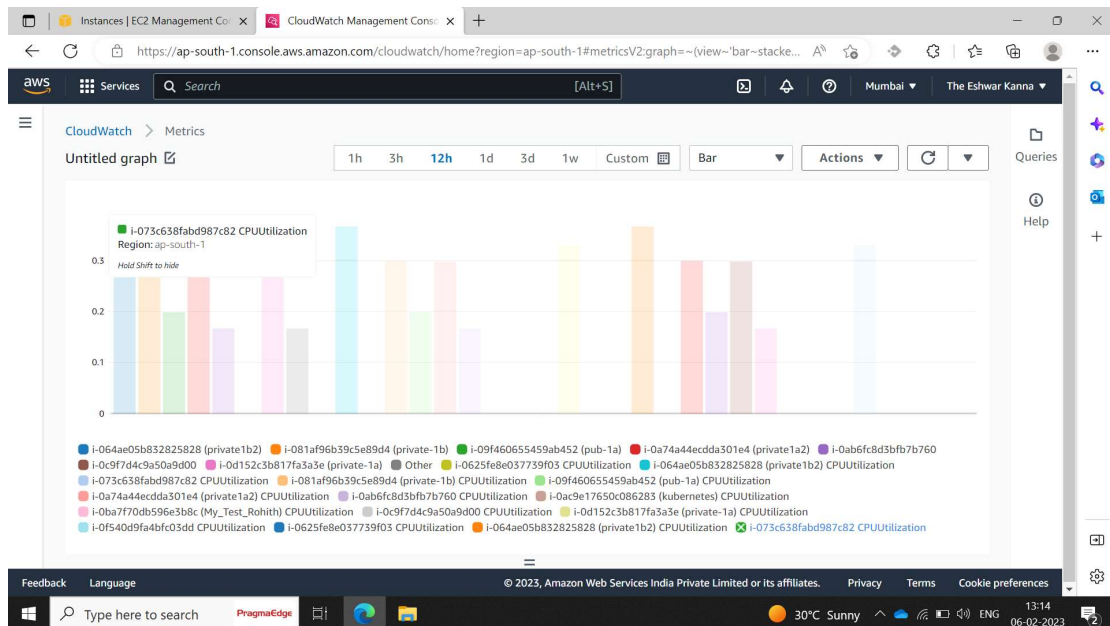 Instances | EC2 Management Con
CloudWatch Management Conso
https://ap-south-1.console.aws.amazon.com/cloudwatch/home?region=ap-south-1#metricsV2:graph=~(view~'bar~stacke...
aws Services Search [Alt+S] Mumbai The Eshwar Kanna
CloudWatch > Metrics
Untitled graph 1h 3h 12h 1d 3d 1w Custom Bar Actions
Queries
Help
i-073c638fabd987c82 CPUUtilization
Region: ap-south-1
Hold Shift to hide
0.3
0.2
0.1
0
i-064ae05b832825828 (private1b2) i-081af96b39c5e89d4 (private-1b) i-09f460655459ab452 (pub-1a) i-0a74a44ecdda301e4 (private1a2) i-0ab6fc8d3bfb7b760
i-0c9f7d4c9a50a9d00 i-0d152c3b817fa3a3e (private-1a) Other i-0625fe8e037739f03 CPUUtilization i-064ae05b832825828 (private1b2) CPUUtilization
i-073c638fabd987c82 CPUUtilization i-081af96b39c5e89d4 (private-1b) CPUUtilization i-09f460655459ab452 (pub-1a) CPUUtilization
i-0a74a44ecdda301e4 (private1a2) CPUUtilization i-0ab6fc8d3bfb7b760 CPUUtilization i-0ac9e17650c086283 (kubernetes) CPUUtilization
i-0ba7f70db596e3b8c (My_Test_Rohith) CPUUtilization i-0c9f7d4c9a50a9d00 CPUUtilization i-0d152c3b817fa3a3e (private-1a) CPUUtilization
i-0f540d9fa4bfc03dd CPUUtilization i-0625fe8e037739f03 CPUUtilization i-064ae05b832825828 (private1b2) CPUUtilization i-073c638fabd987c82 CPUUtilization
Feedback Language © 2023, Amazon Web Services India Private Limited or its affiliates. Privacy Terms Cookie preferences
Type here to search PragmaEdge 30°C Sunny ENG 13:14
06-02-2023 2